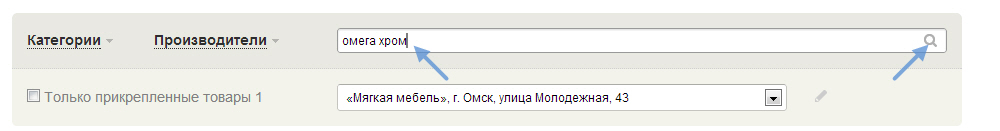 Категории Производители омега хром
Только прикрепленные товары 1 «Мягкая мебель», г. Омск, улица Молодежная, 43